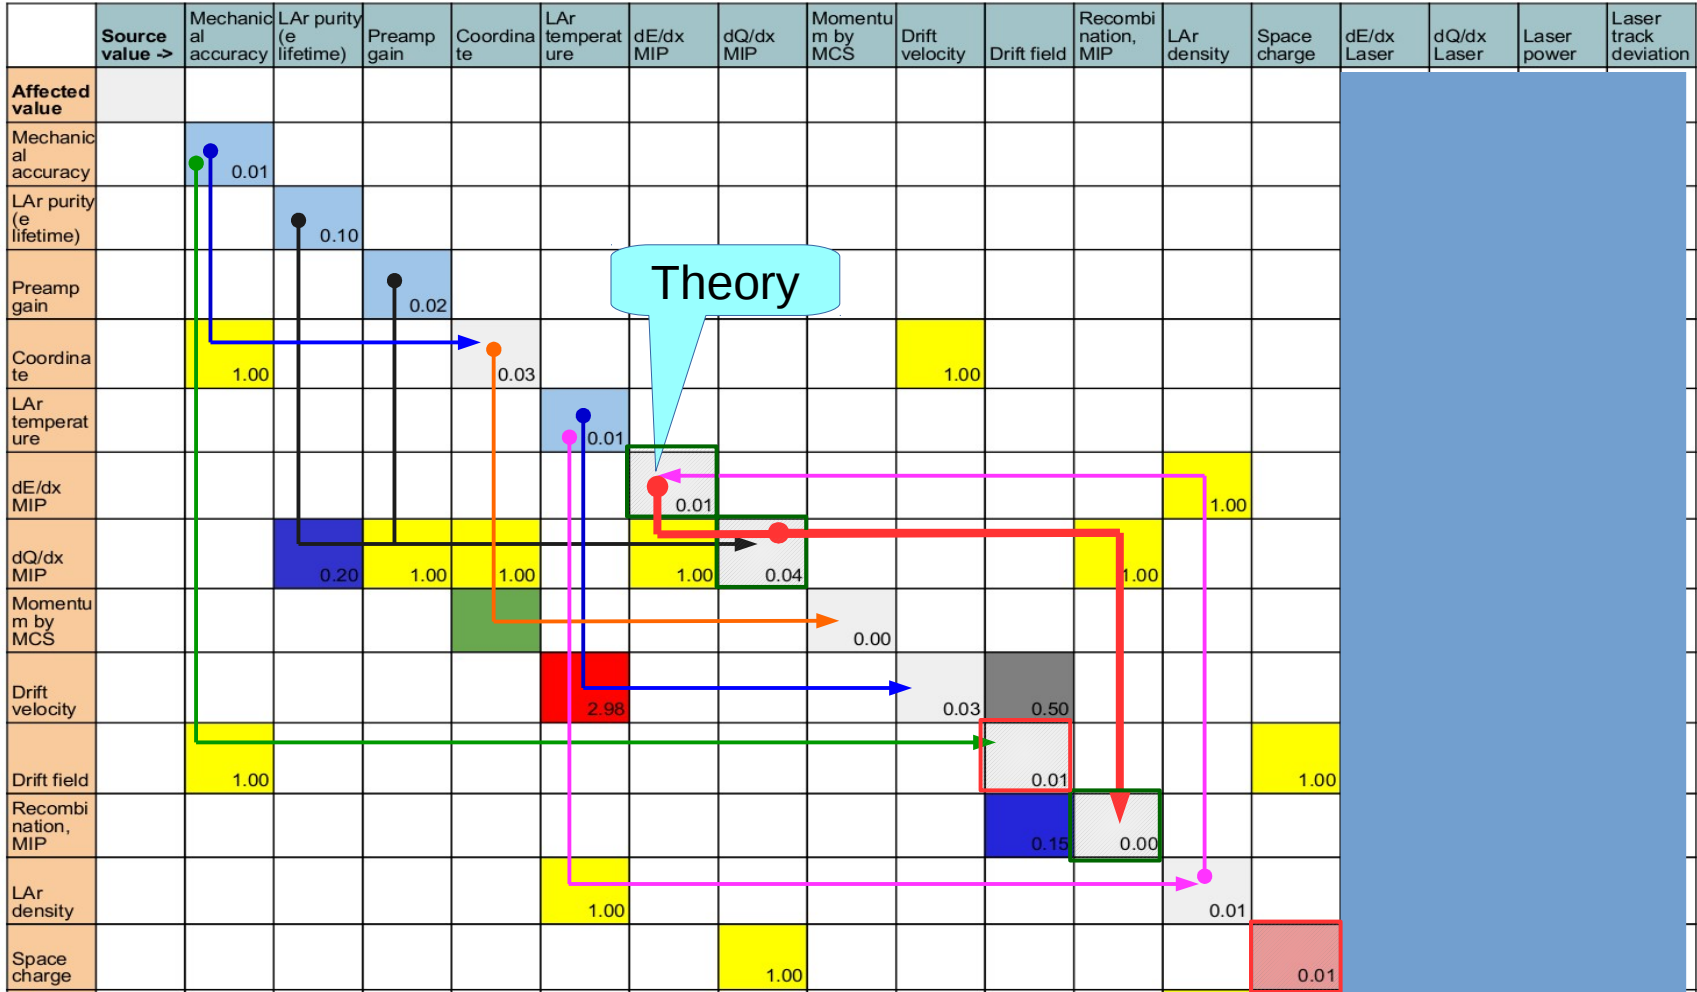 Source value -> Mechanical accuracy LAr purity (e lifetime) Preamp gain Coordinate LAr temperature dE/dx MIP dQ/dx MIP Momentum by MCS Drift velocity Drift field Recombination, MIP LAr density Space charge dE/dx Laser dQ/dx Laser Laser power Laser track deviation
Affected value
Mechanical accuracy 0.01
LAr purity (e lifetime) 0.10
Preamp gain 0.02
Theory
Coordinate 1.00 0.03 1.00
LAr temperature 0.01
dE/dx MIP 0.01 1.00
dQ/dx MIP 0.20 1.00 1.00 1.00 0.04 1.00
Momentum by MCS 0.00
Drift velocity 2.98 0.03 0.50
Drift field 1.00 0.01 1.00
Recombination, MIP 0.15 0.00
LAr density 1.00 0.01
Space charge 1.00 0.01